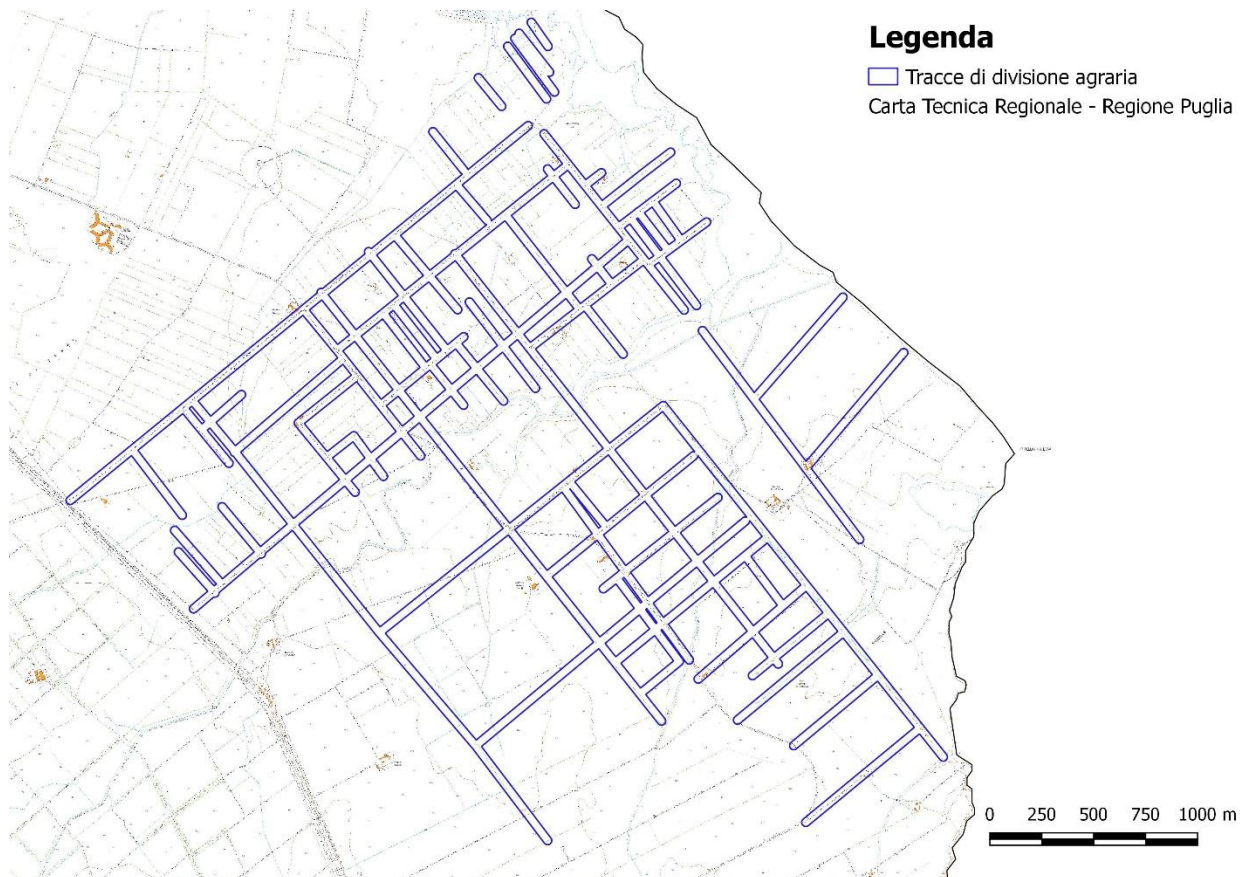 Legenda
Tracce di divisione agraria
Carta Tecnica Regionale - Regione Puglia
0 250 500 750 1000 m